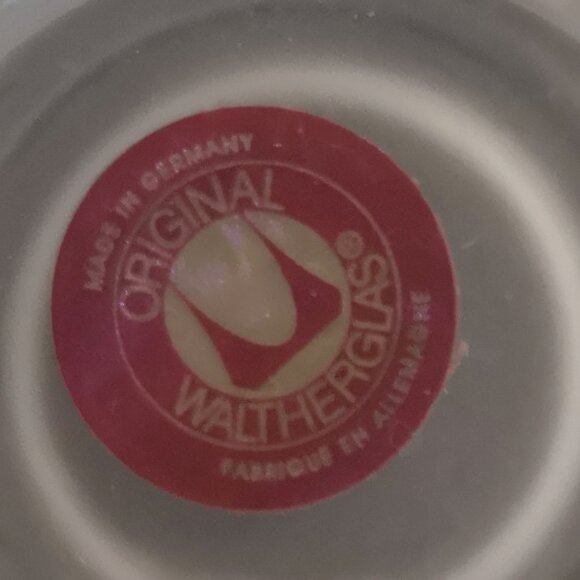 MADE IN GERMANY
ORIGINAL
WALTHERGLAS®
FABRIQUE EN ALLEMAGNE